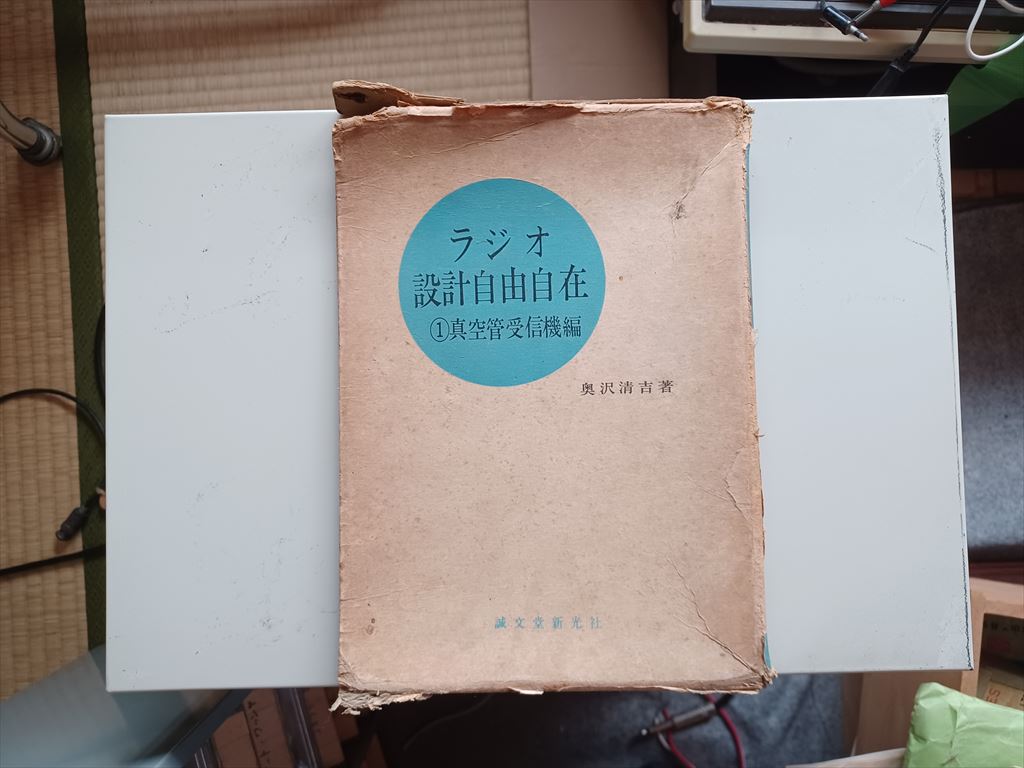 ラジオ
設計自由自在
①真空管受信機編
奥沢清吉著
誠文堂新光社